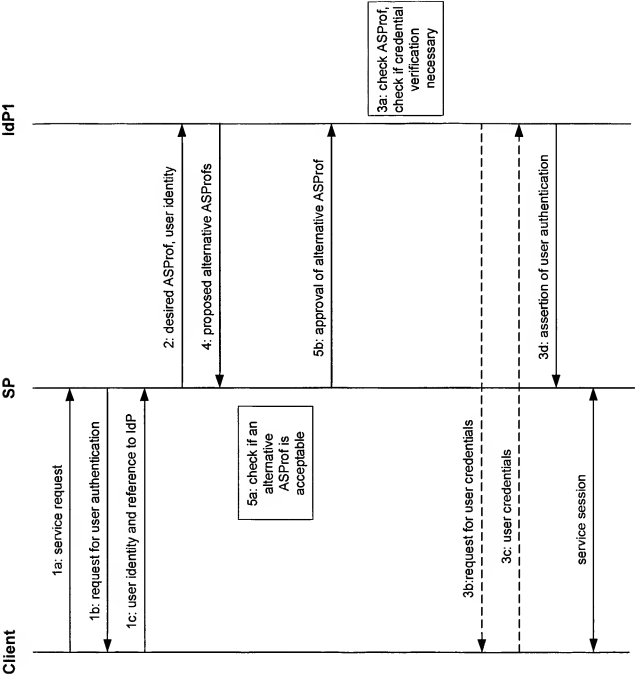 Client
SP
IdP1
1a: service request
1b: request for user authentication
1c: user identity and reference to IdP
2: desired ASProf, user identity
4: proposed alternative ASProfs
5a: check if an
alternative
ASProf is
acceptable
5b: approval of alternative ASProf
3a: check ASProf,
check if credential
verification
necessary
3b:request for user credentials
3c: user credentials
3d: assertion of user authentication
service session